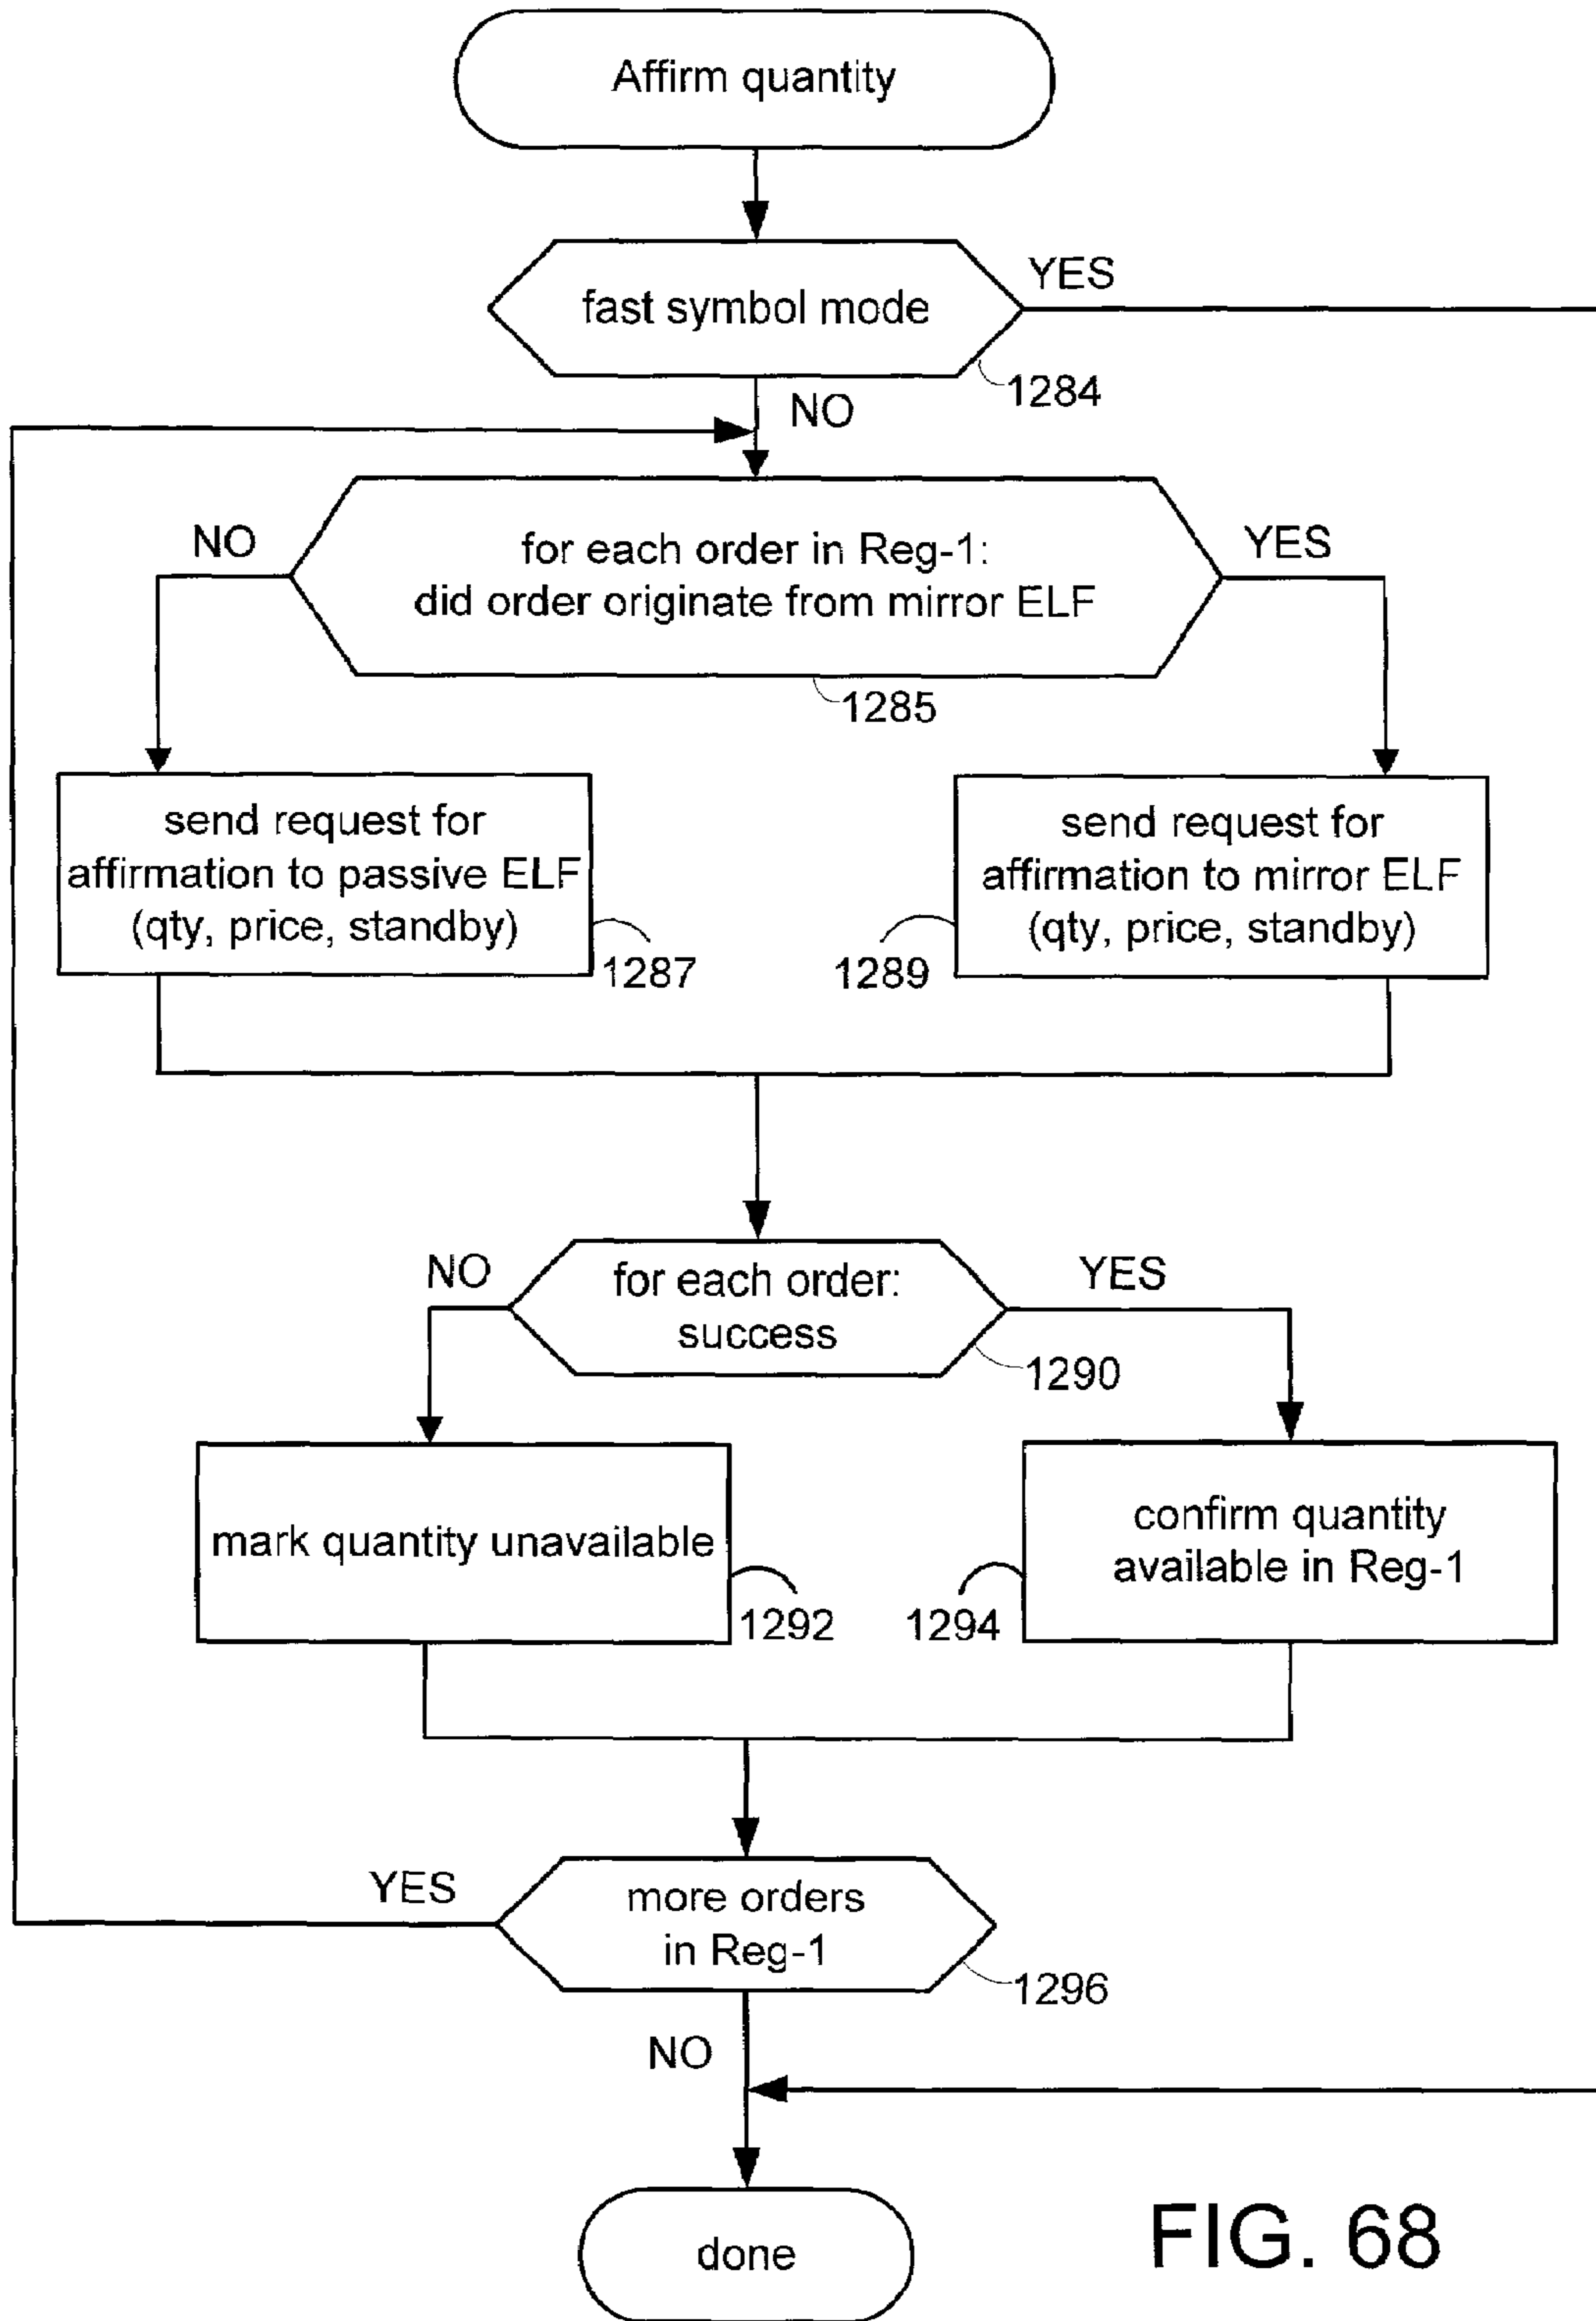 Affirm quantity
fast symbol mode
YES
1284
NO
for each order in Reg-1:
did order originate from mirror ELF
NO
YES
1285
send request for
affirmation to passive ELF
(qty, price, standby)
1287
send request for
affirmation to mirror ELF
(qty, price, standby)
1289
for each order:
success
NO
YES
1290
mark quantity unavailable
1292
confirm quantity
available in Reg-1
1294
more orders
in Reg-1
YES
1296
NO
done
FIG. 68